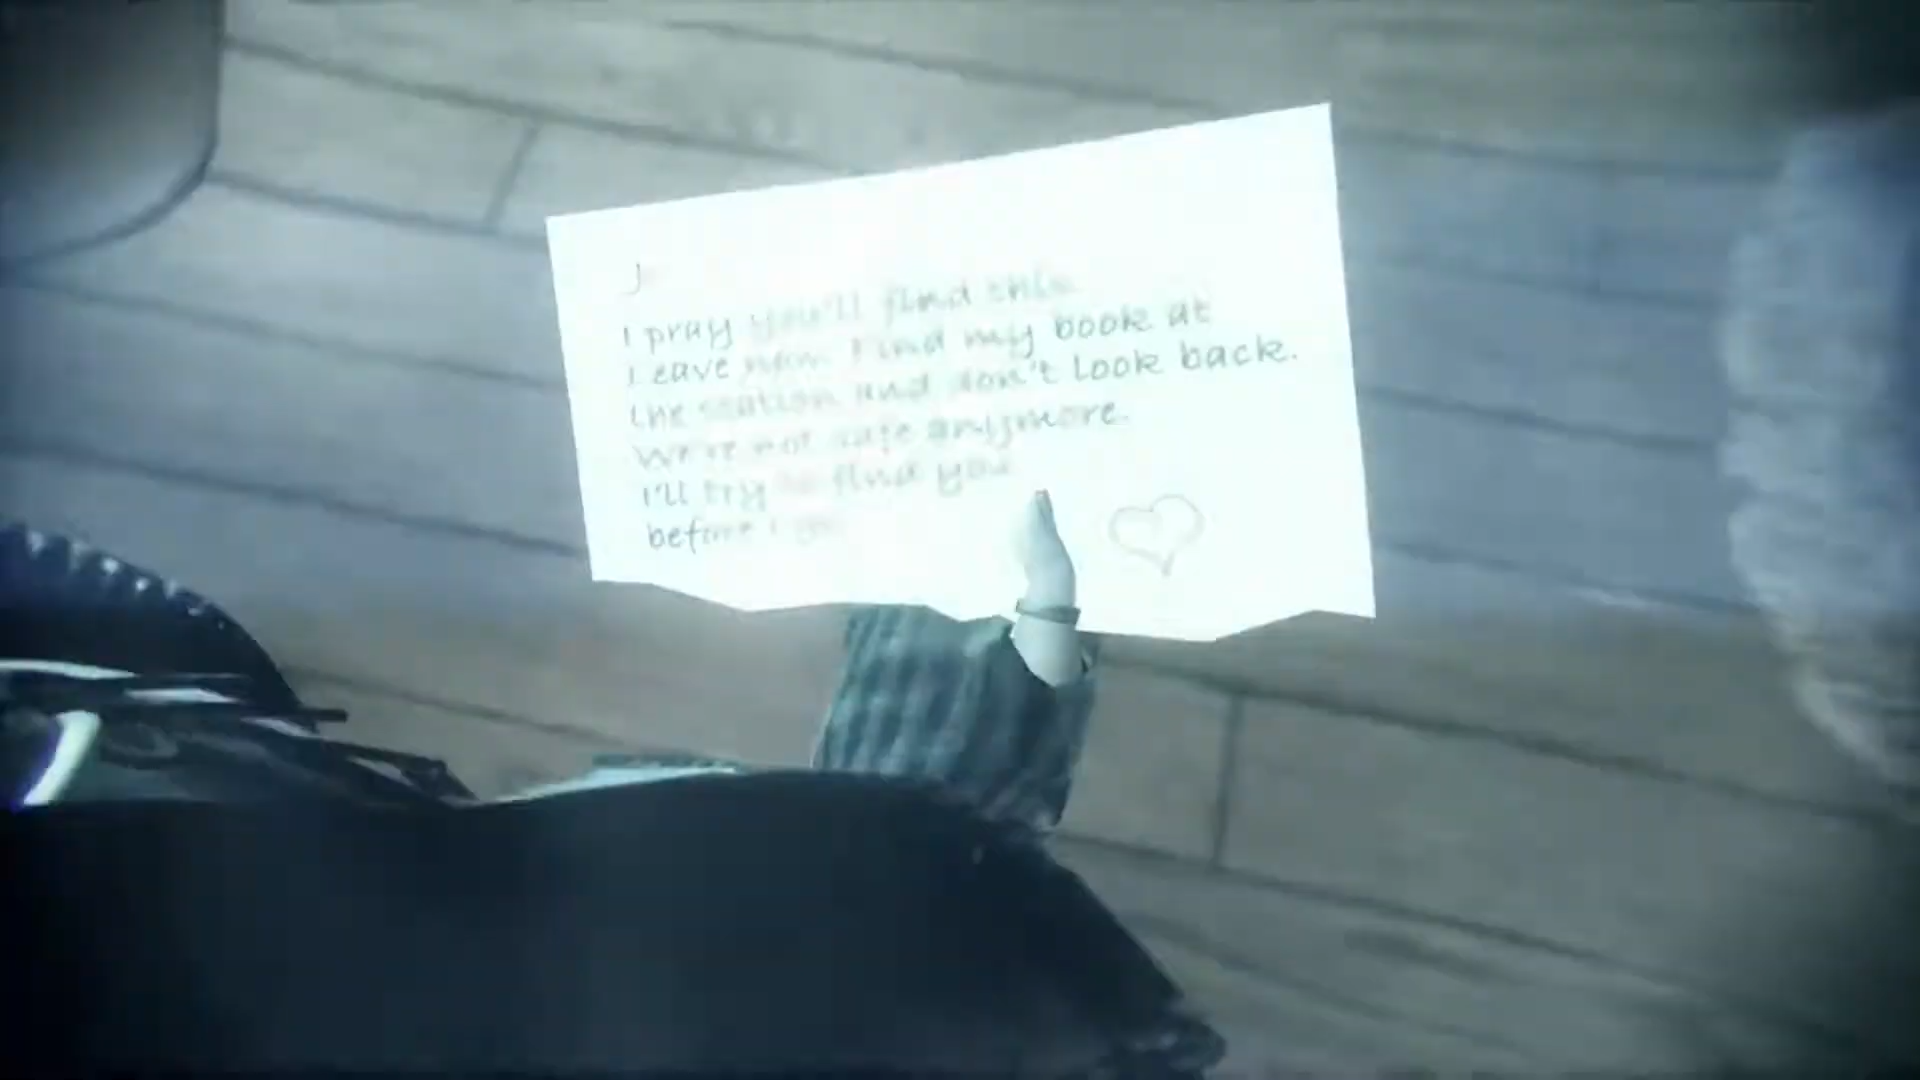 J
I pray you'll find this
Leave now. Find my book at
the station and don't look back.
We're not safe anymore.
I'll try to find you
before I go